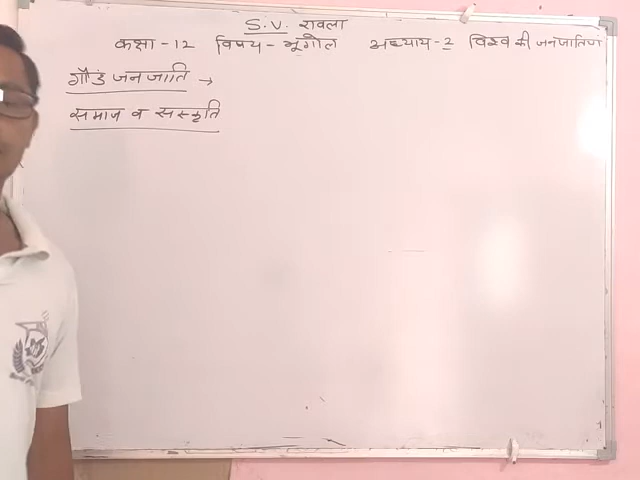 S.V. रावला
कक्षा - 12 विषय - भूगोल अध्याय - 2 विश्व की जनजातियां
गौंड जनजाति →
समाज व संस्कृति